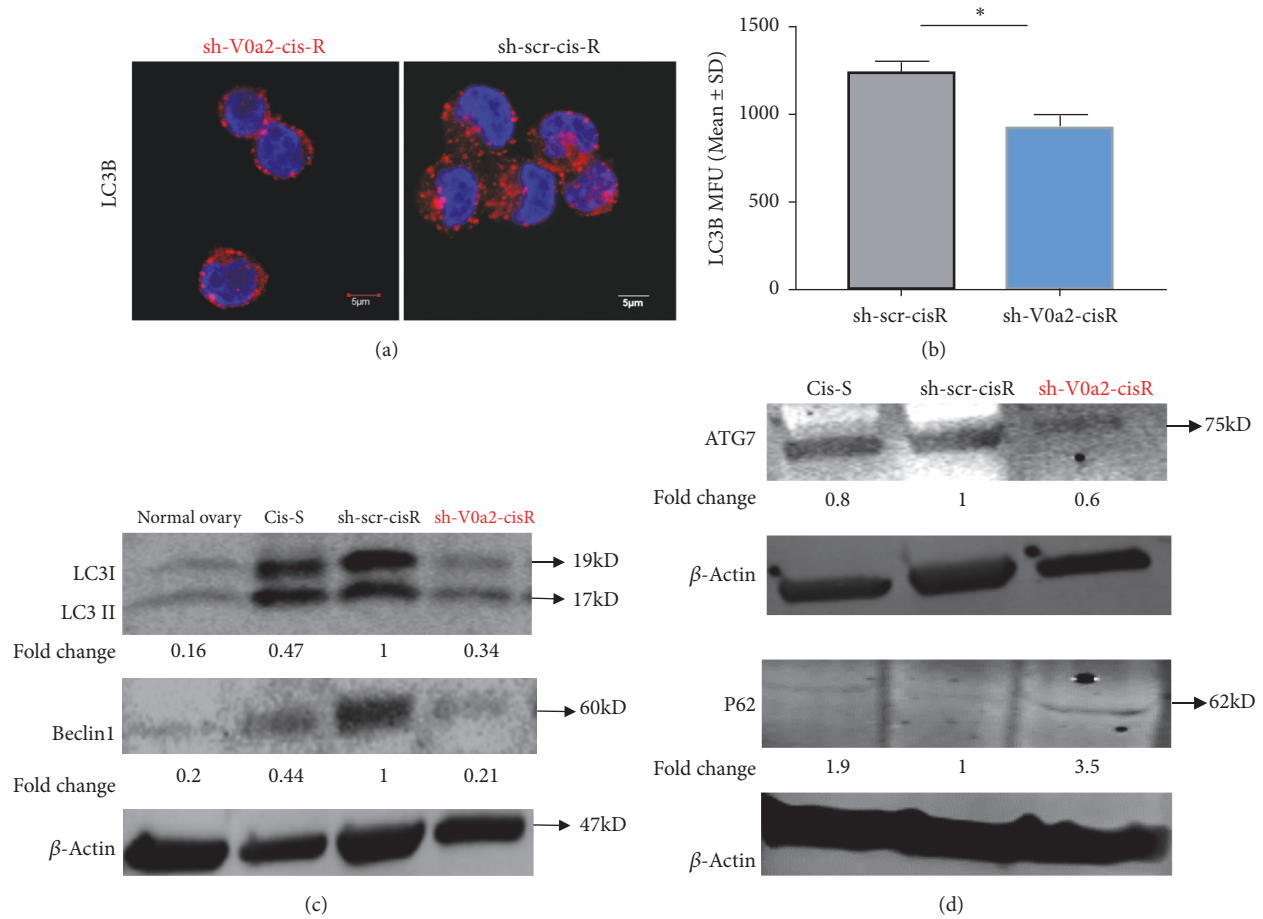 sh-V0a2-cis-R
sh-scr-cis-R
LC3B
5μm
5μm
(a)
*
LC3B MFU (Mean ± SD)
1500
1000
500
0
sh-scr-cisR
sh-V0a2-cisR
(b)
Normal ovary
Cis-S
sh-scr-cisR
sh-V0a2-cisR
LC3I
19kD
LC3 II
17kD
Fold change 0.16 0.47 1 0.34
Beclin1
60kD
Fold change 0.2 0.44 1 0.21
β-Actin
47kD
(c)
Cis-S
sh-scr-cisR
sh-V0a2-cisR
ATG7
75kD
Fold change 0.8 1 0.6
β-Actin
P62
62kD
Fold change 1.9 1 3.5
β-Actin
(d)